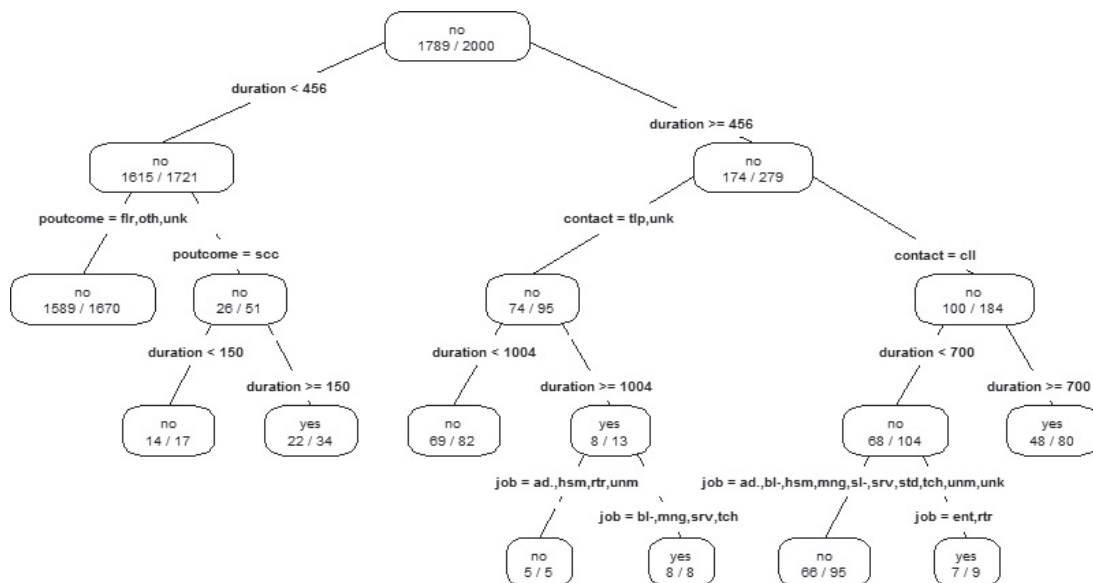 no
1789 / 2000
duration < 456
duration >= 456
no
1615 / 1721
no
174 / 279
poutcome = flr,oth,unk
poutcome = scc
contact = tlp,unk
contact = cll
no
1589 / 1670
no
26 / 51
no
74 / 95
no
100 / 184
duration < 150
duration >= 150
duration < 1004
duration >= 1004
duration < 700
duration >= 700
no
14 / 17
yes
22 / 34
no
69 / 82
yes
8 / 13
no
68 / 104
yes
48 / 80
job = ad.,hsm,rtr,unm
job = bl-,mng,srv,tch
job = ad.,bl-,hsm,mng,sl-,srv,std,tch,unm,unk
job = ent,rtr
no
5 / 5
yes
8 / 8
no
66 / 95
yes
7 / 9